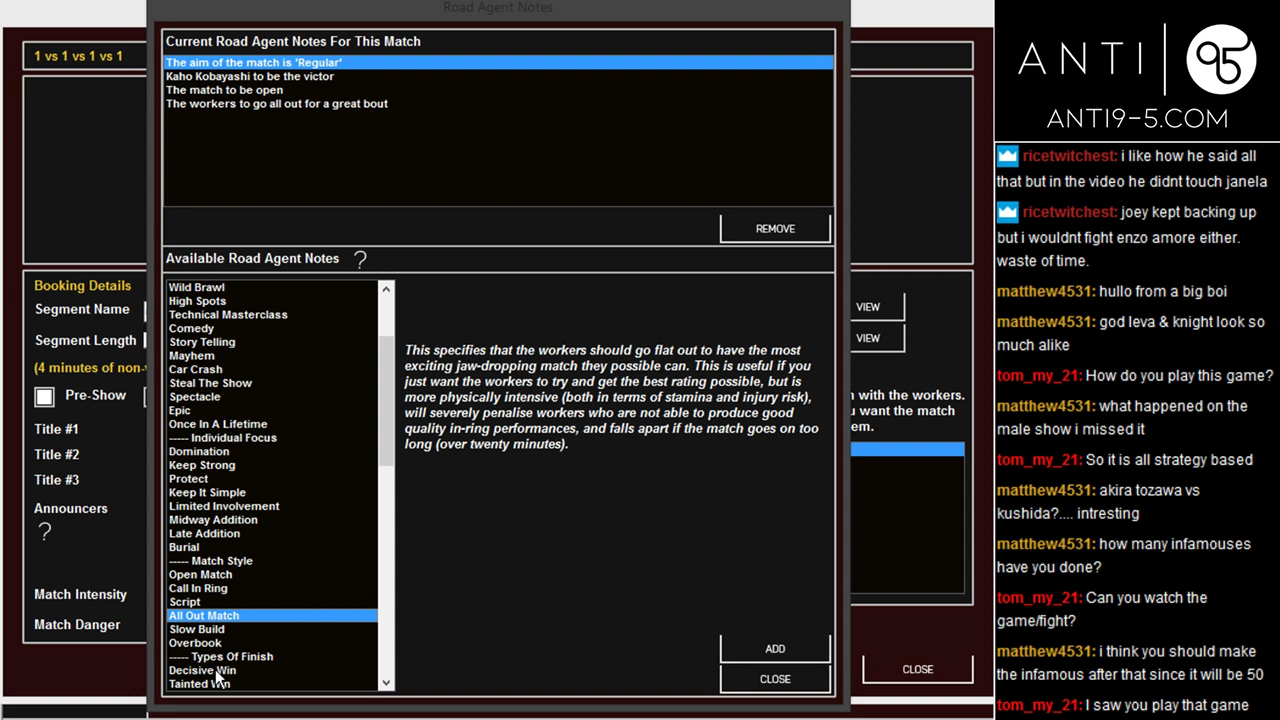 Road Agent Notes
1 vs 1 vs 1 vs 1
Current Road Agent Notes For This Match
The aim of the match is 'Regular'
Kaho Kobayashi to be the victor
The match to be open
The workers to go all out for a great bout
REMOVE
Available Road Agent Notes ?
Wild Brawl
High Spots
Technical Masterclass
Comedy
Story Telling
Mayhem
Car Crash
Steal The Show
Spectacle
Epic
Once In A Lifetime
----- Individual Focus
Domination
Keep Strong
Protect
Keep It Simple
Limited Involvement
Midway Addition
Late Addition
Burial
----- Match Style
Open Match
Call In Ring
Script
All Out Match
Slow Build
Overbook
----- Types Of Finish
Decisive Win
Tainted Win
This specifies that the workers should go flat out to have the most
exciting jaw-dropping match they possible can. This is useful if you
just want the workers to try and get the best rating possible, but is
more physically intensive (both in terms of stamina and injury risk),
will severely penalise workers who are not able to produce good
quality in-ring performances, and falls apart if the match goes on too
long (over twenty minutes).
ADD
CLOSE
Booking Details
Segment Name
Segment Length
(4 minutes of non-
Pre-Show
Title #1
Title #2
Title #3
Announcers
?
Match Intensity
Match Danger
VIEW
VIEW
with the workers.
u want the match
em.
CLOSE
ANTI 95
ANTI9-5.COM
ricetwitchest: i like how he said all
that but in the video he didnt touch janela
ricetwitchest: joey kept backing up
but i wouldnt fight enzo amore either.
waste of time.
matthew4531: hullo from a big boi
matthew4531: god leva & knight look so
much alike
tom_my_21: How do you play this game?
matthew4531: what happened on the
male show i missed it
tom_my_21: So it is all strategy based
matthew4531: akira tozawa vs
kushida?.... intresting
matthew4531: how many infamouses
have you done?
tom_my_21: Can you watch the
game/fight?
matthew4531: i think you should make
the infamous after that since it will be 50
tom_my_21: I saw you play that game